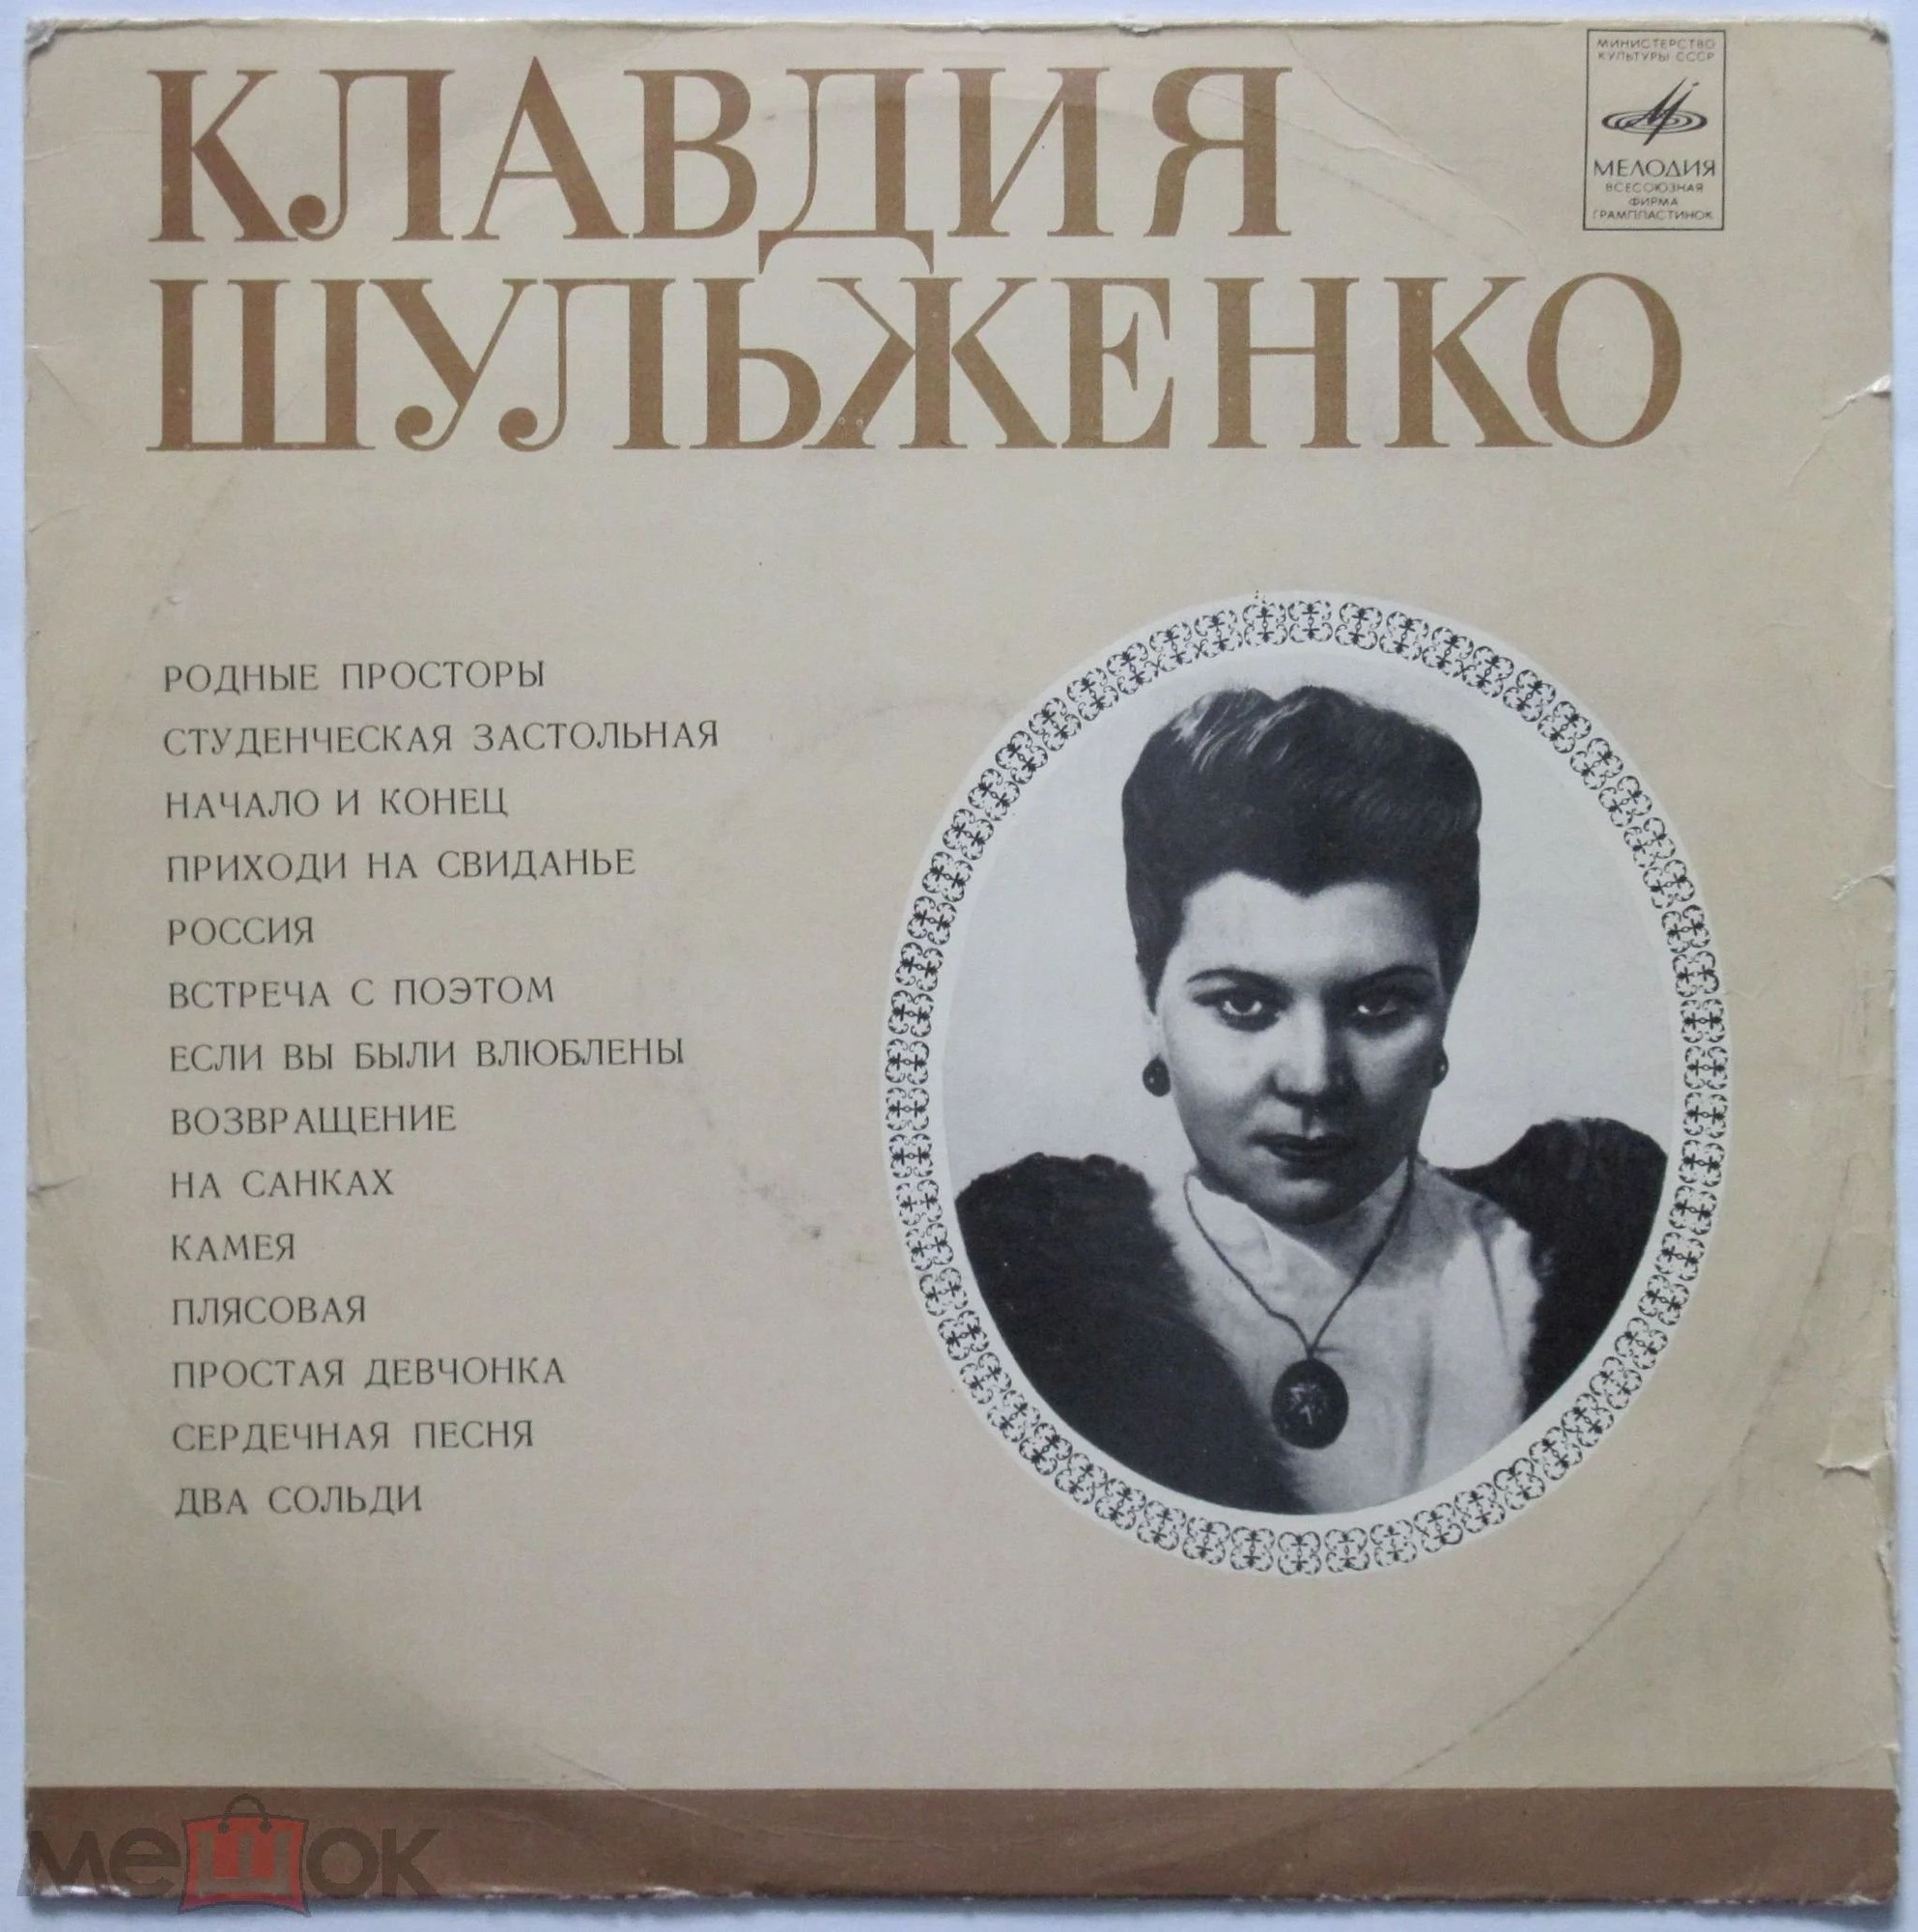 КЛАВДИЯ
ШУЛЬЖЕНКО
МИНИСТЕРСТВО
КУЛЬТУРЫ СССР
МЕЛОДИЯ
ВСЕСОЮЗНАЯ
ФИРМА
ГРАМПЛАСТИНОК
РОДНЫЕ ПРОСТОРЫ
СТУДЕНЧЕСКАЯ ЗАСТОЛЬНАЯ
НАЧАЛО И КОНЕЦ
ПРИХОДИ НА СВИДАНЬЕ
РОССИЯ
ВСТРЕЧА С ПОЭТОМ
ЕСЛИ ВЫ БЫЛИ ВЛЮБЛЕНЫ
ВОЗВРАЩЕНИЕ
НА САНКАХ
КАМЕЯ
ПЛЯСОВАЯ
ПРОСТАЯ ДЕВЧОНКА
СЕРДЕЧНАЯ ПЕСНЯ
ДВА СОЛЬДИ
мешок